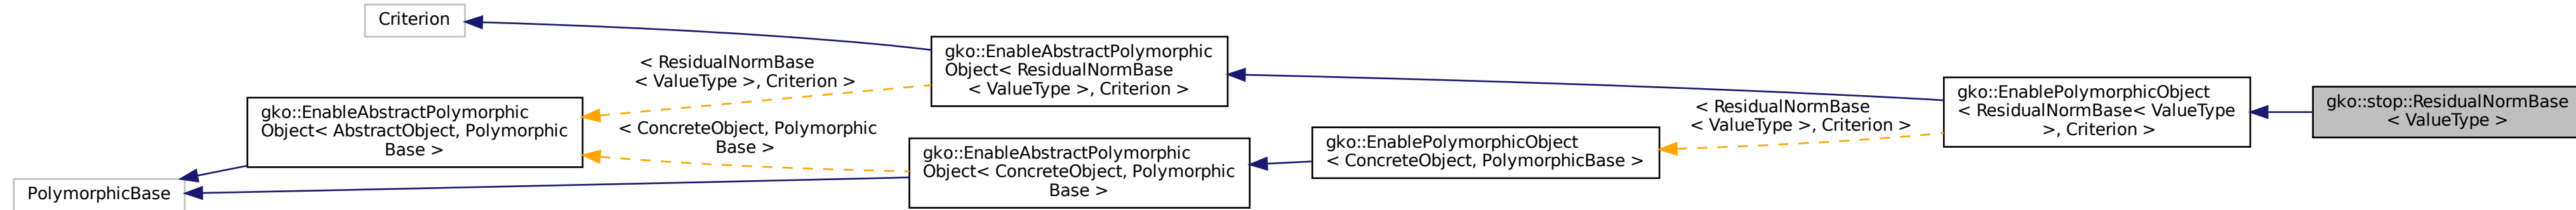 Criterion
gko::EnableAbstractPolymorphic
Object< ResidualNormBase
< ValueType >, Criterion >
< ResidualNormBase
< ValueType >, Criterion >
gko::EnableAbstractPolymorphic
Object< AbstractObject, Polymorphic
Base >
< ConcreteObject, Polymorphic
Base >
PolymorphicBase
gko::EnableAbstractPolymorphic
Object< ConcreteObject, Polymorphic
Base >
gko::EnablePolymorphicObject
< ConcreteObject, PolymorphicBase >
< ResidualNormBase
< ValueType >, Criterion >
gko::EnablePolymorphicObject
< ResidualNormBase< ValueType
>, Criterion >
gko::stop::ResidualNormBase
< ValueType >